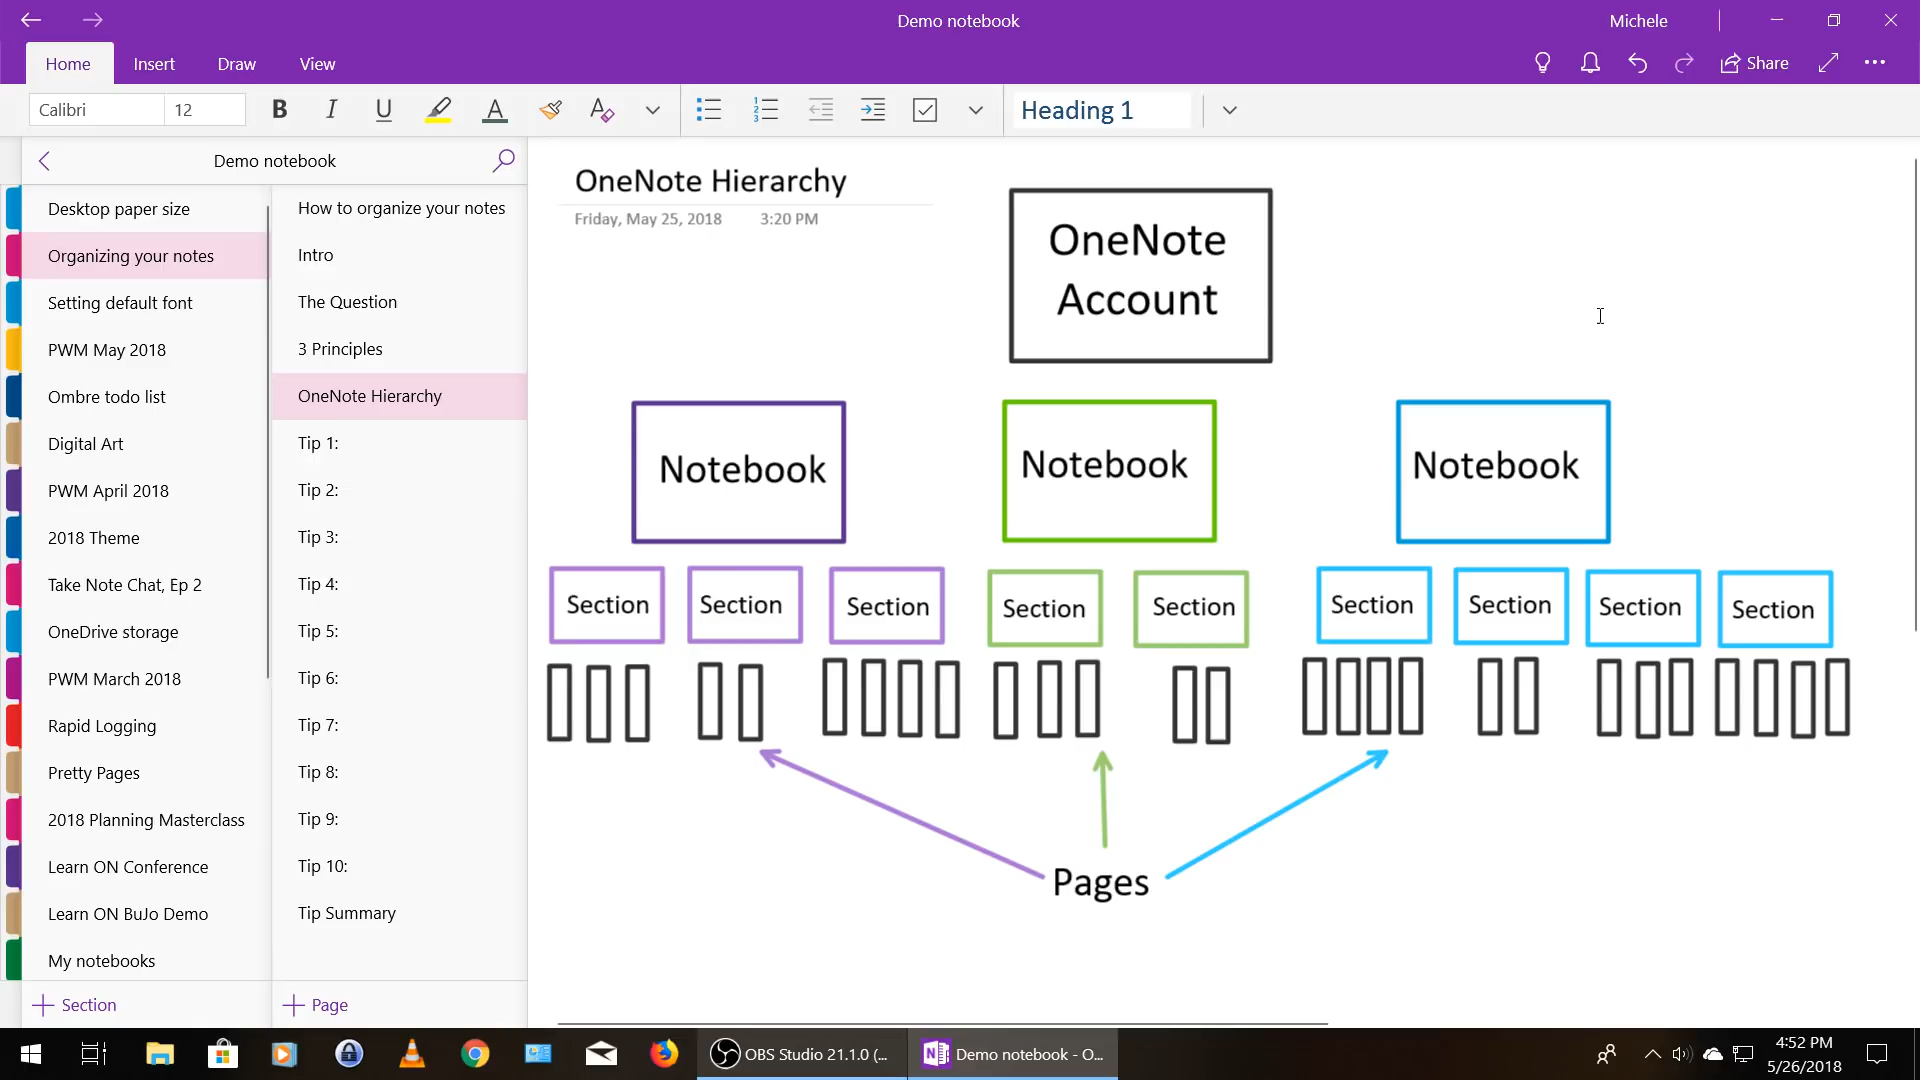 Demo notebook
Michele
Home
Insert
Draw
View
Share
Calibri
12
B
I
U
A
A
1
2
3
Heading 1
Demo notebook
Desktop paper size
Organizing your notes
Setting default font
PWM May 2018
Ombre todo list
Digital Art
PWM April 2018
2018 Theme
Take Note Chat, Ep 2
OneDrive storage
PWM March 2018
Rapid Logging
Pretty Pages
2018 Planning Masterclass
Learn ON Conference
Learn ON BuJo Demo
My notebooks
Section
How to organize your notes
Intro
The Question
3 Principles
OneNote Hierarchy
Tip 1:
Tip 2:
Tip 3:
Tip 4:
Tip 5:
Tip 6:
Tip 7:
Tip 8:
Tip 9:
Tip 10:
Tip Summary
Page
OneNote Hierarchy
Friday, May 25, 2018 3:20 PM
OneNote
Account
Notebook
Notebook
Notebook
Section
Section
Section
Section
Section
Section
Section
Section
Section
Pages
OBS Studio 21.1.0 (...
N
Demo notebook - O...
4:52 PM
5/26/2018